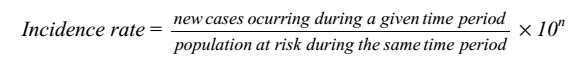 Incidence rate = new cases ocurring during a given time period / population at risk during the same time period × 10ⁿ